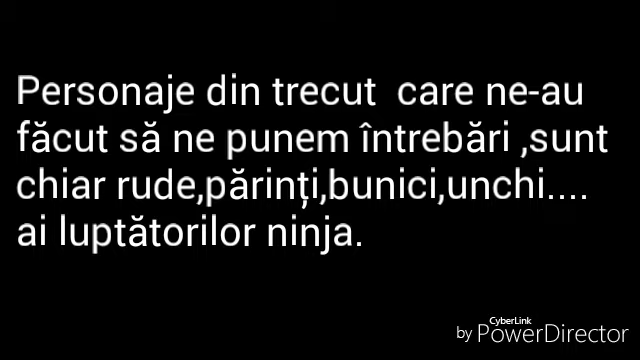 Personaje din trecut  care ne-au
făcut să ne punem întrebări ,sunt
chiar rude,părinți,bunici,unchi....
ai luptătorilor ninja.
CyberLink
by PowerDirector